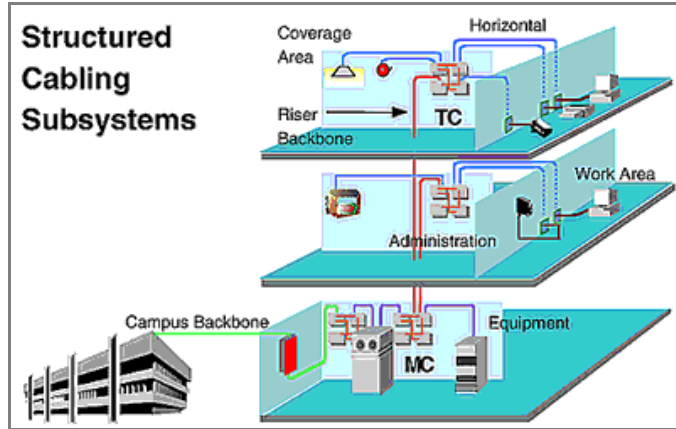 Structured
Cabling
Subsystems
Coverage
Area
Horizontal
Riser
Backbone
TC
Work Area
Administration
Campus Backbone
Equipment
MC